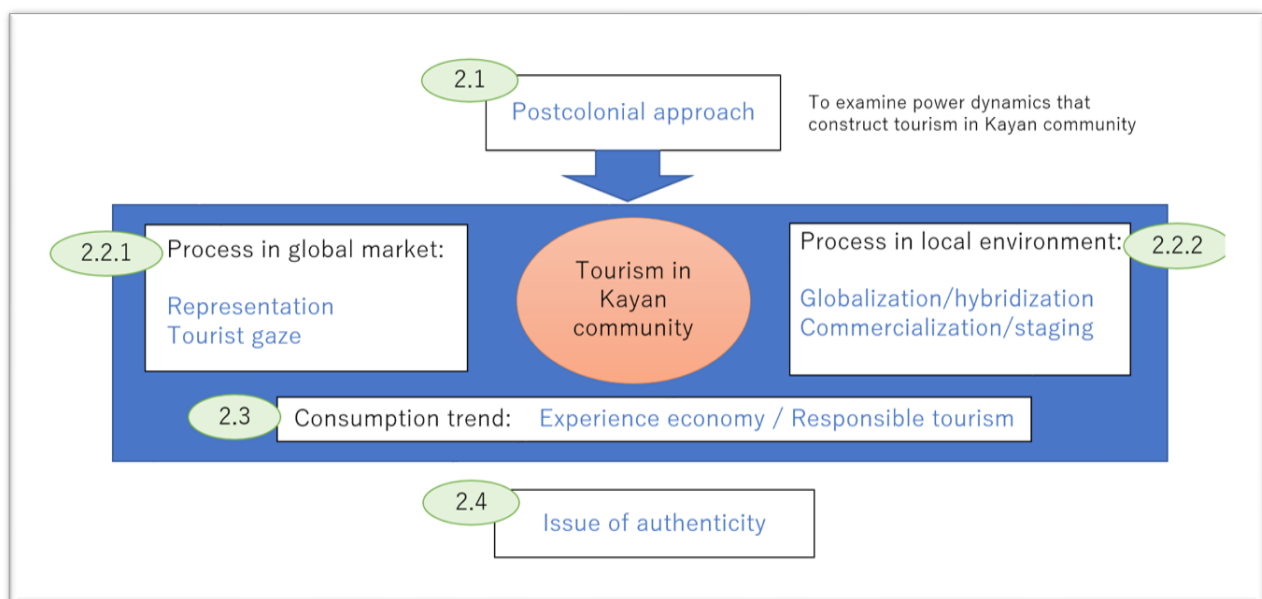 2.1
Postcolonial approach
To examine power dynamics that
construct tourism in Kayan community
2.2.1
Process in global market:
Representation
Tourist gaze
Tourism in
Kayan
community
Process in local environment:
2.2.2
Globalization/hybridization
Commercialization/staging
2.3
Consumption trend: Experience economy / Responsible tourism
2.4
Issue of authenticity